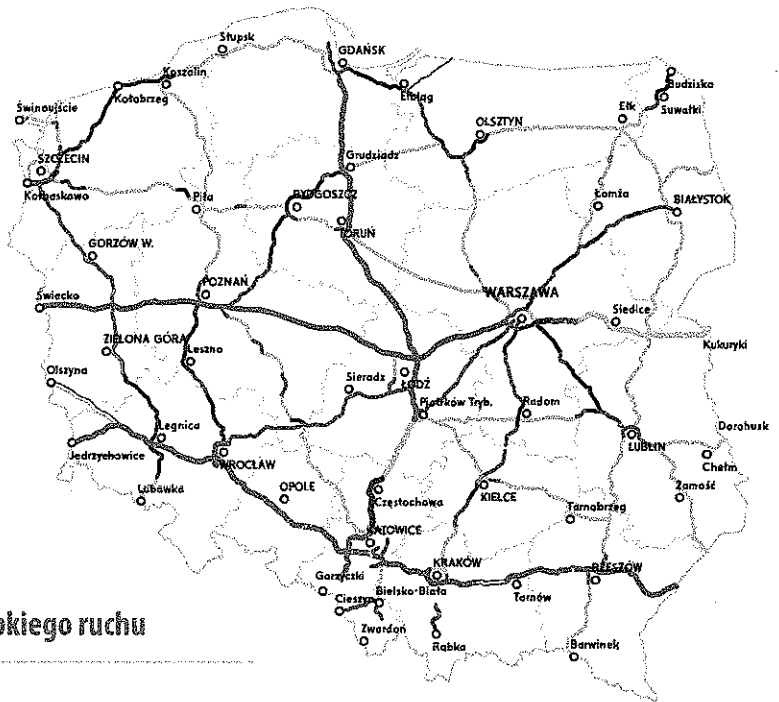 Słupsk
GDAŃSK
Koszalin
Kołobrzeg
Elbląg
Budzisko
Suwałki
Świnoujście
Ełk
OLSZTYN
SZCZECIN
Grudziądz
Kołbaskowo
Piła
BYDGOSZCZ
Łomża
BIAŁYSTOK
TORUŃ
GORZÓW W.
POZNAŃ
WARSZAWA
Świecko
Siedlce
Kukuryki
ZIELONA GÓRA
Leszno
Olszyna
Sieradz
ŁÓDŹ
Piotrków Tryb.
Radom
Dorohusk
Legnica
LUBLIN
Jędrzychowice
WROCŁAW
Chełm
Lubawka
OPOLE
Częstochowa
KIELCE
Zamość
Tarnobrzeg
KATOWICE
KRAKÓW
RZESZÓW
Gorzyczki
Bielsko-Biała
Tarnów
Cieszyn
okiego ruchu
Zwardoń
Rabka
Barwinek